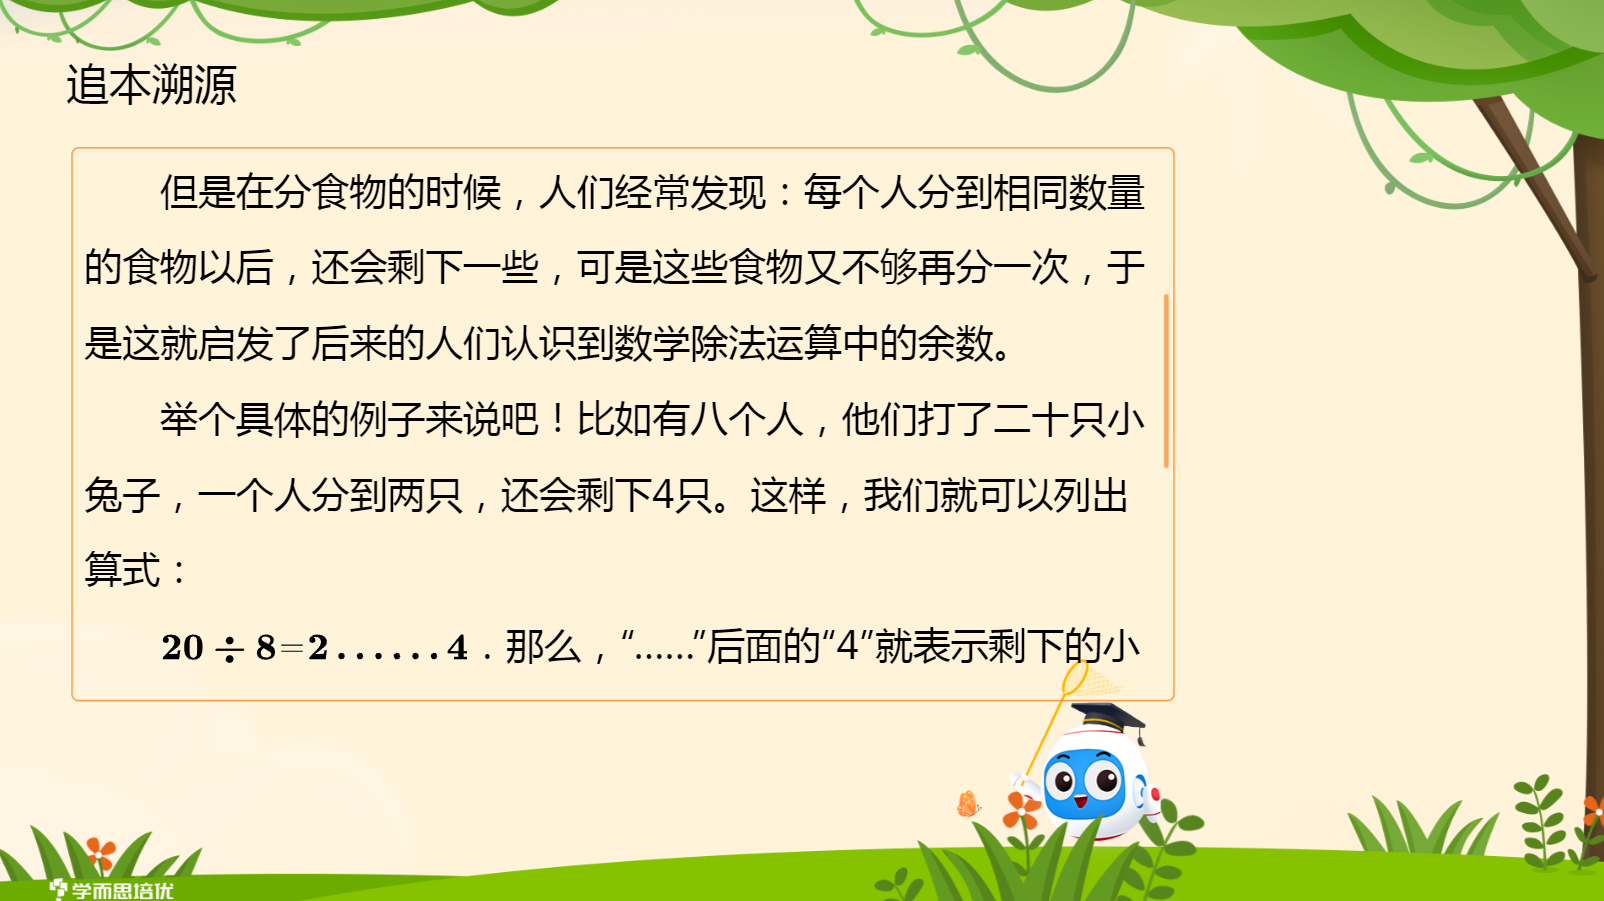 追本溯源
但是在分食物的时候，人们经常发现：每个人分到相同数量
的食物以后，还会剩下一些，可是这些食物又不够再分一次，于
是这就启发了后来的人们认识到数学除法运算中的余数。
举个具体的例子来说吧！比如有八个人，他们打了二十只小
兔子，一个人分到两只，还会剩下4只。这样，我们就可以列出
算式：
20÷8=2......4．那么，“……”后面的“4”就表示剩下的小
学而思培优